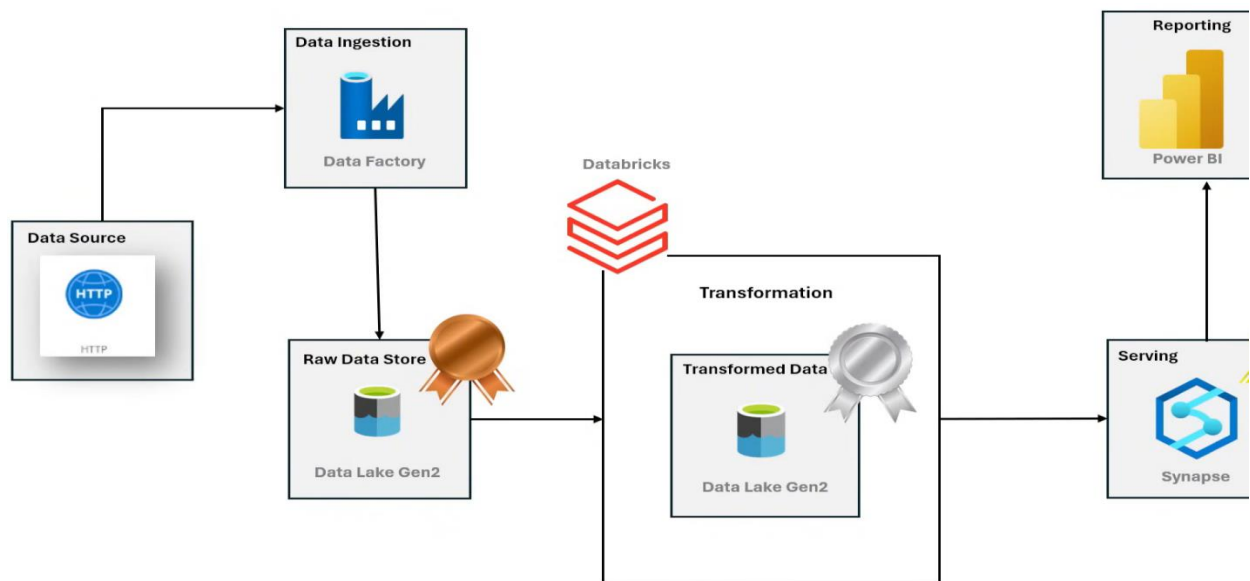 Data Source
HTTP
HTTP
Data Ingestion
Data Factory
Raw Data Store
Data Lake Gen2
Databricks
Transformation
Transformed Data
Data Lake Gen2
Serving
Synapse
Reporting
Power BI